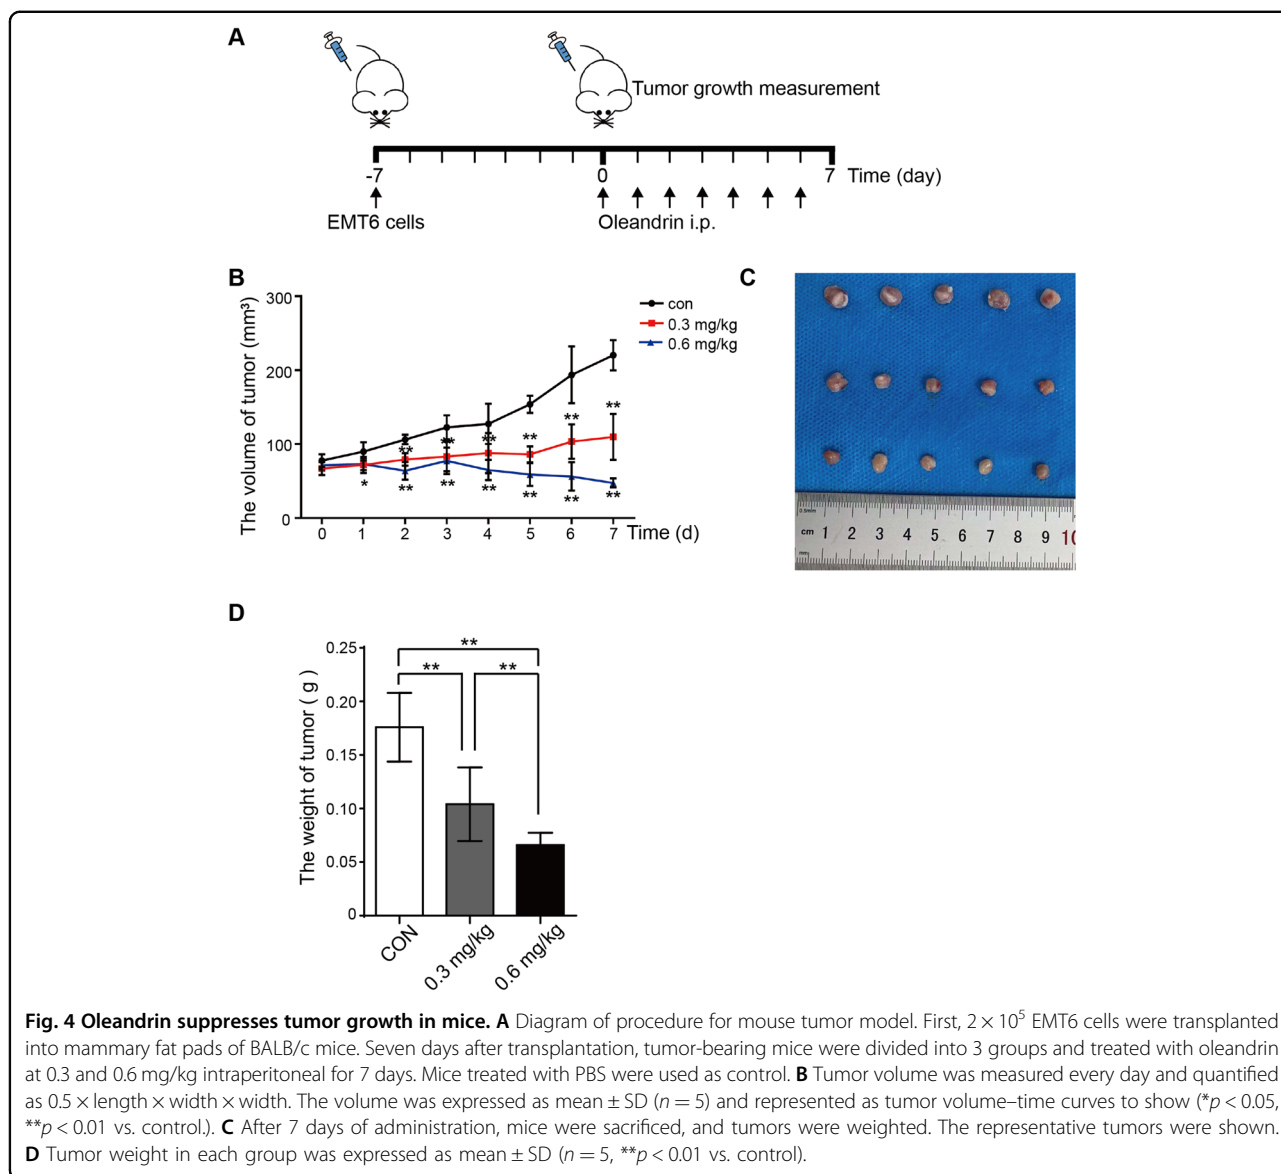 A
Tumor growth measurement
-7
0
7
Time (day)
EMT6 cells
Oleandrin i.p.
B
The volume of tumor (mm³)
300
200
100
0
con
0.3 mg/kg
0.6 mg/kg
** ** ** ** ** **
* ** ** ** ** ** **
0 1 2 3 4 5 6 7
Time (d)
C
0.5mm
cm 1 2 3 4 5 6 7 8 9 10
mm
D
The weight of tumor ( g )
0.25
0.20
0.15
0.10
0.05
0
**
** **
CON
0.3 mg/kg
0.6 mg/kg
Fig. 4 Oleandrin suppresses tumor growth in mice. A Diagram of procedure for mouse tumor model. First, 2 × 10⁵ EMT6 cells were transplanted
into mammary fat pads of BALB/c mice. Seven days after transplantation, tumor-bearing mice were divided into 3 groups and treated with oleandrin
at 0.3 and 0.6 mg/kg intraperitoneal for 7 days. Mice treated with PBS were used as control. B Tumor volume was measured every day and quantified
as 0.5 × length × width × width. The volume was expressed as mean ± SD (n = 5) and represented as tumor volume–time curves to show (*p < 0.05,
**p < 0.01 vs. control.). C After 7 days of administration, mice were sacrificed, and tumors were weighted. The representative tumors were shown.
D Tumor weight in each group was expressed as mean ± SD (n = 5, **p < 0.01 vs. control).